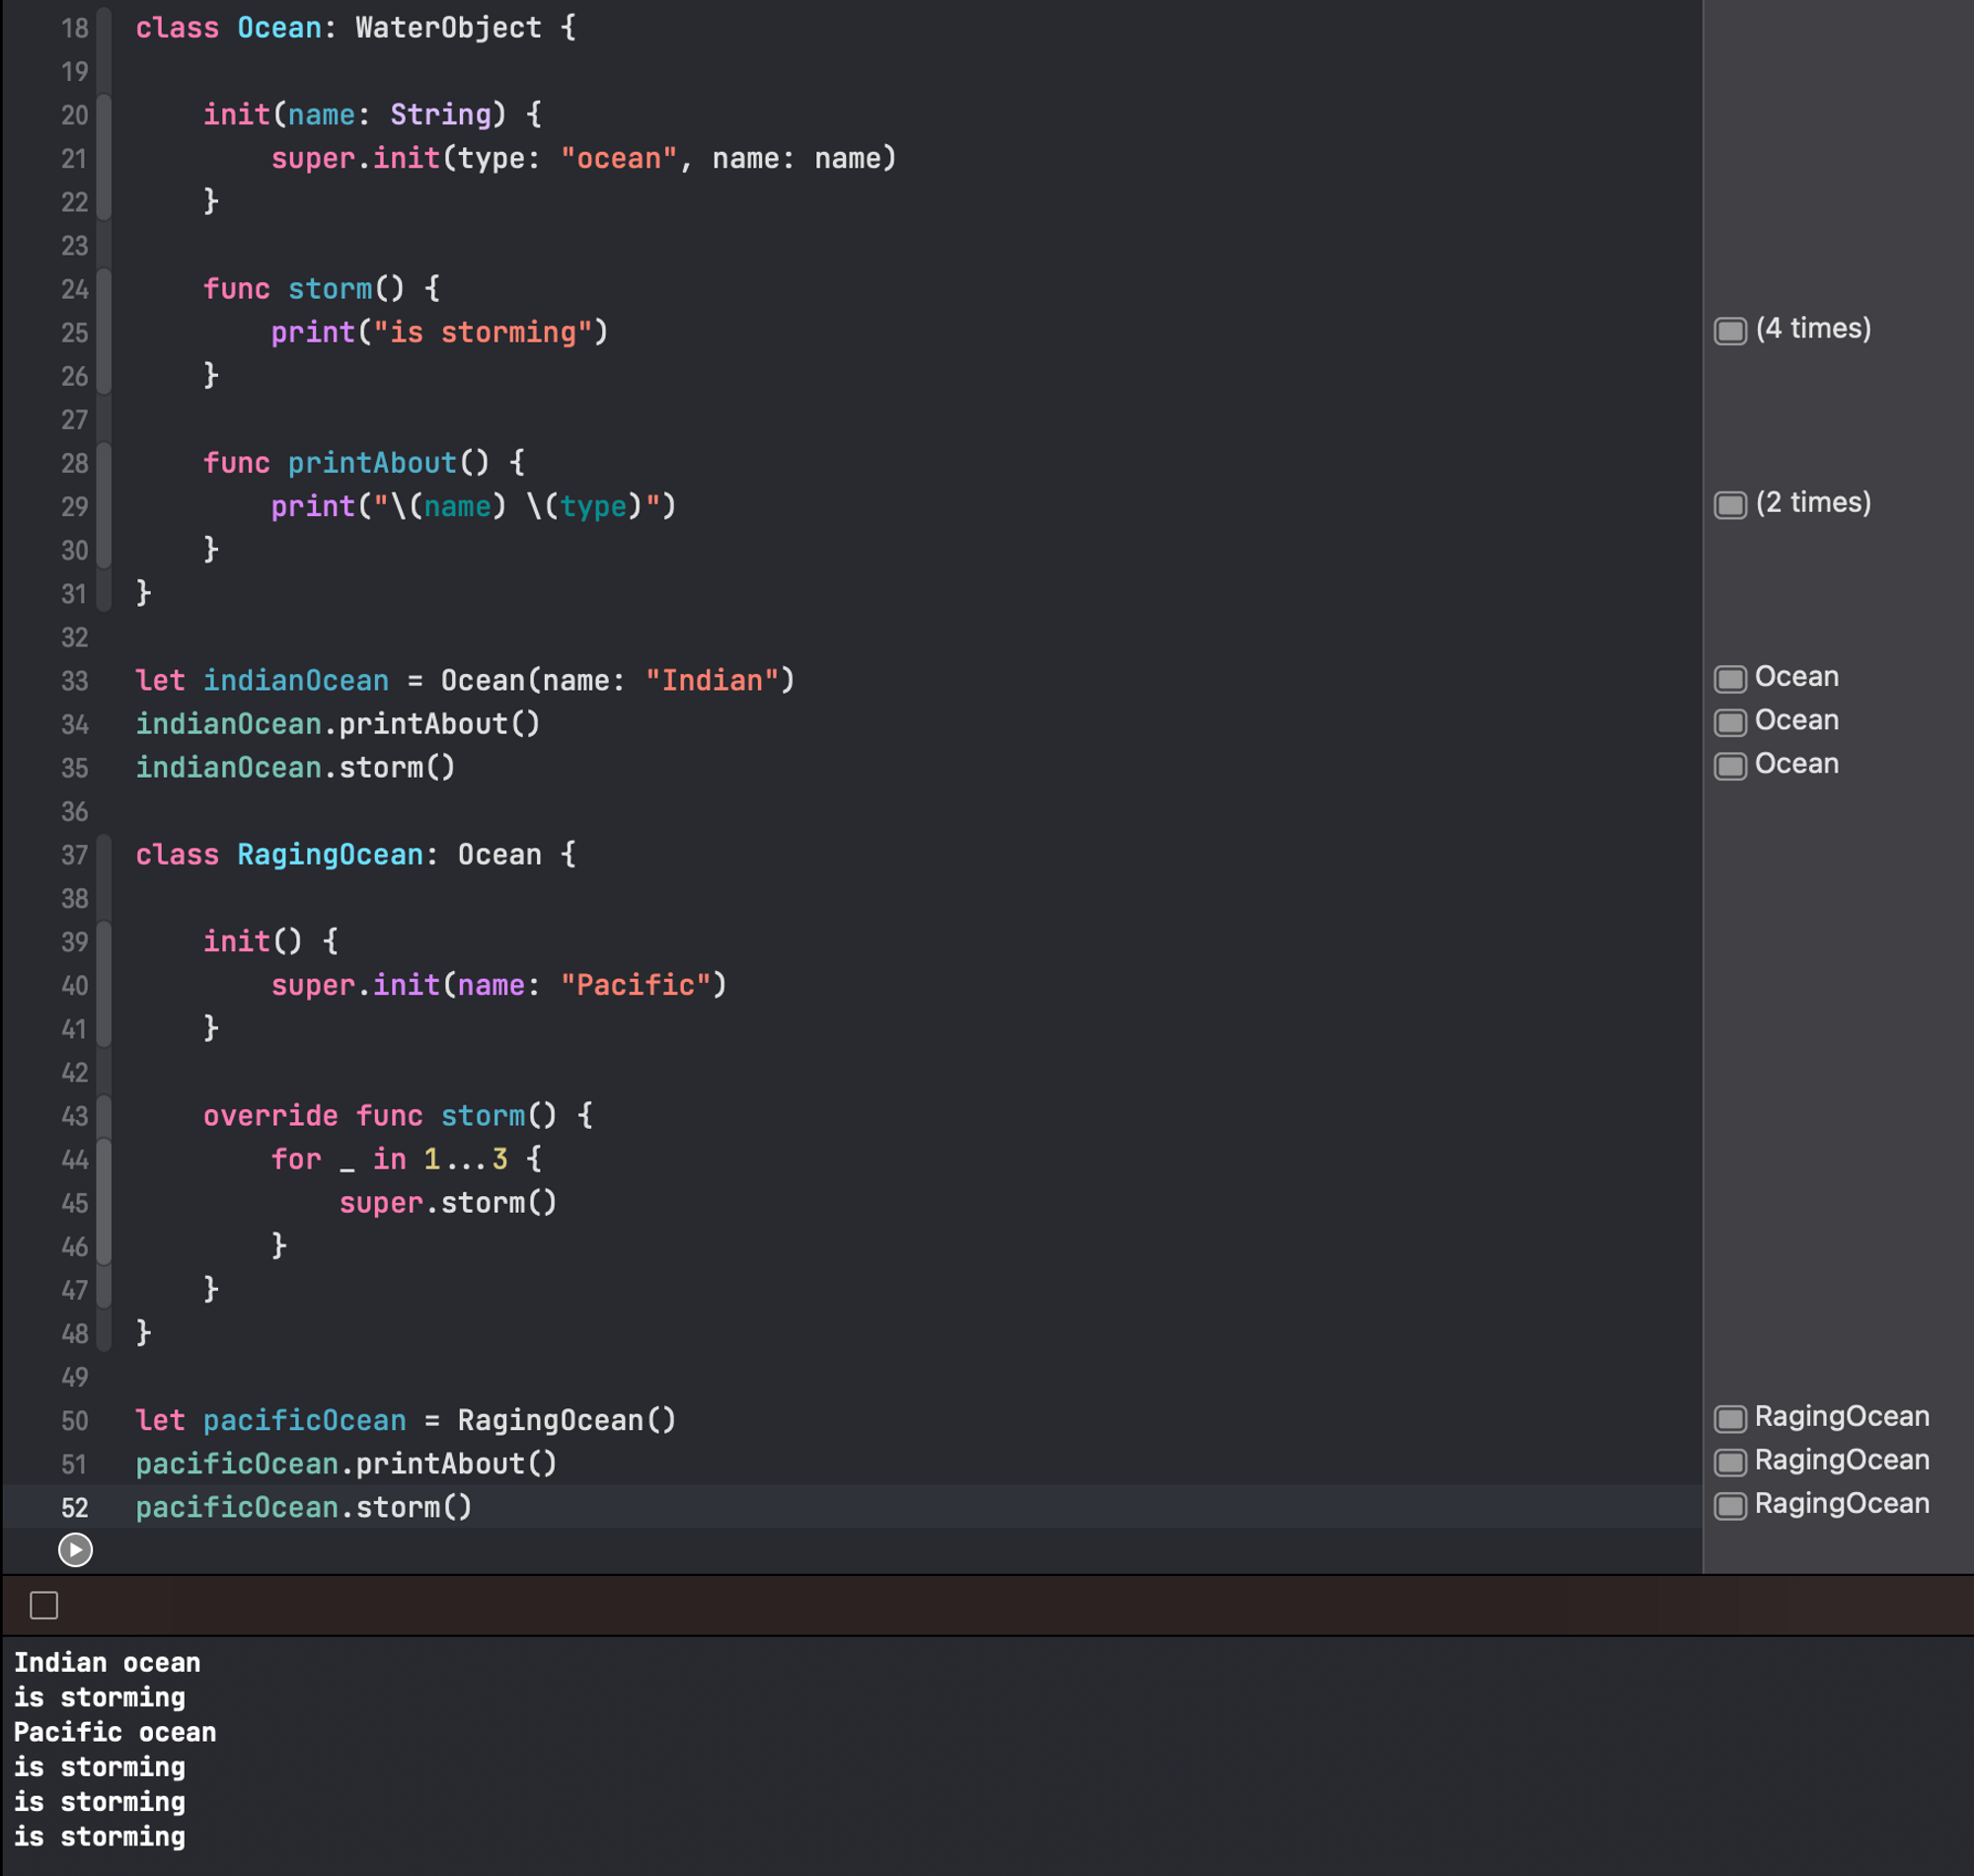 18 class Ocean: WaterObject { 
19
20     init(name: String) {
21         super.init(type: "ocean", name: name)
22     }
23
24     func storm() {
25         print("is storming") (4 times)
26     }
27
28     func printAbout() {
29         print("\(name) \(type)") (2 times)
30     }
31 }
32
33 let indianOcean = Ocean(name: "Indian") Ocean
34 indianOcean.printAbout() Ocean
35 indianOcean.storm() Ocean
36
37 class RagingOcean: Ocean {
38
39     init() {
40         super.init(name: "Pacific")
41     }
42
43     override func storm() {
44         for _ in 1...3 {
45             super.storm()
46         }
47     }
48 }
49
50 let pacificOcean = RagingOcean() RagingOcean
51 pacificOcean.printAbout() RagingOcean
52 pacificOcean.storm() RagingOcean
Indian ocean
is storming
Pacific ocean
is storming
is storming
is storming